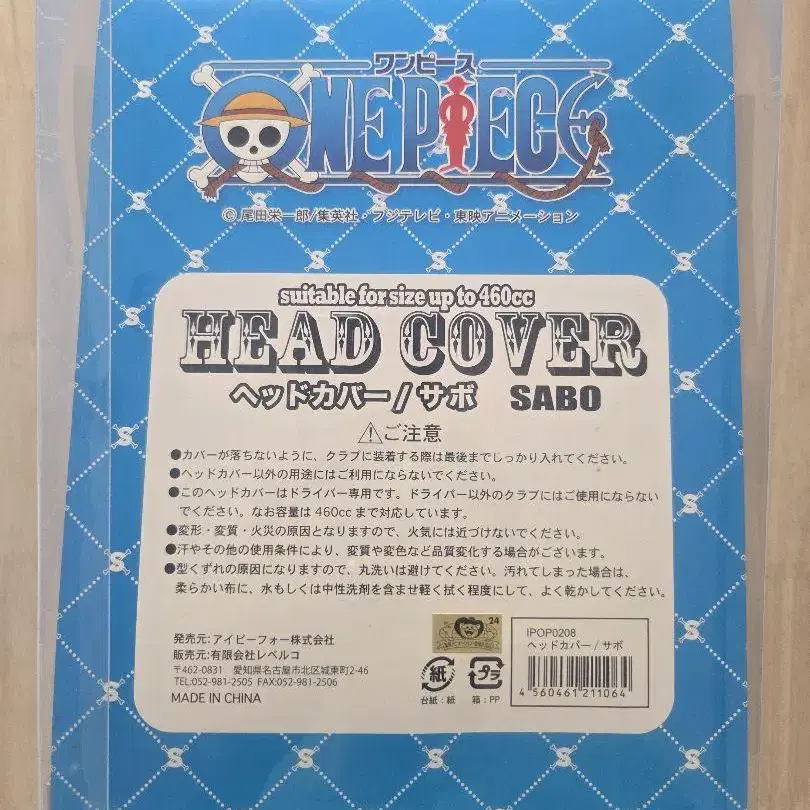 ワンピース
ONE PIECE
© 尾田栄一郎/集英社・フジテレビ・東映アニメーション
suitable for size up to 460cc
HEAD COVER
ヘッドカバー/サボ SABO
⚠ご注意
●カバーが落ちないように、クラブに装着する際は最後までしっかり入れてください。
●ヘッドカバー以外の用途にはご利用にならないでください。
●このヘッドカバーはドライバー専用です。ドライバー以外のクラブにはご使用にならない
でください。なお容量は 460cc まで対応しています。
●変形・変質・火災の原因となりますので、火気には近づけないでください。
●汗やその他の使用条件により、変質や変色など品質変化する場合がございます。
●型くずれの原因になりますので、丸洗いは避けてください。汚れてしまった場合は、
柔らかい布に、水もしくは中性洗剤を含ませ軽く拭く程度にして、よく乾かしてください。
発売元:アイピーフォー株式会社
販売元:有限会社レベルコ
〒462-0831 愛知県名古屋市北区城東町2-46
TEL:052-981-2505 FAX:052-981-2506
MADE IN CHINA
24
紙
台紙:紙
プラ
箱:PP
IPOP0208
ヘッドカバー/サボ
4 560461 211064